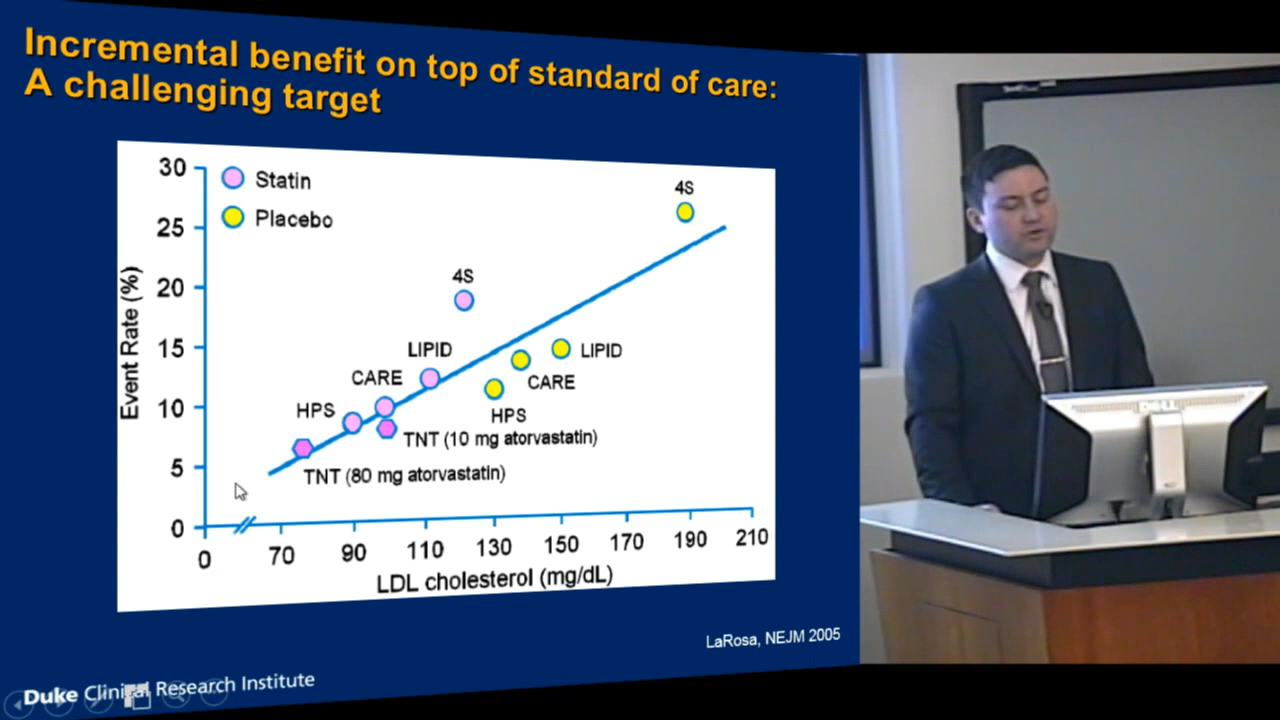 Incremental benefit on top of standard of care:
A challenging target
30
25
20
15
10
5
0
Event Rate (%)
Statin
Placebo
4S
4S
LIPID
LIPID
CARE
CARE
HPS
HPS
TNT (10 mg atorvastatin)
TNT (80 mg atorvastatin)
0 70 90 110 130 150 170 190 210
LDL cholesterol (mg/dL)
LaRosa, NEJM 2005
Duke Clinical Research Institute
DELL